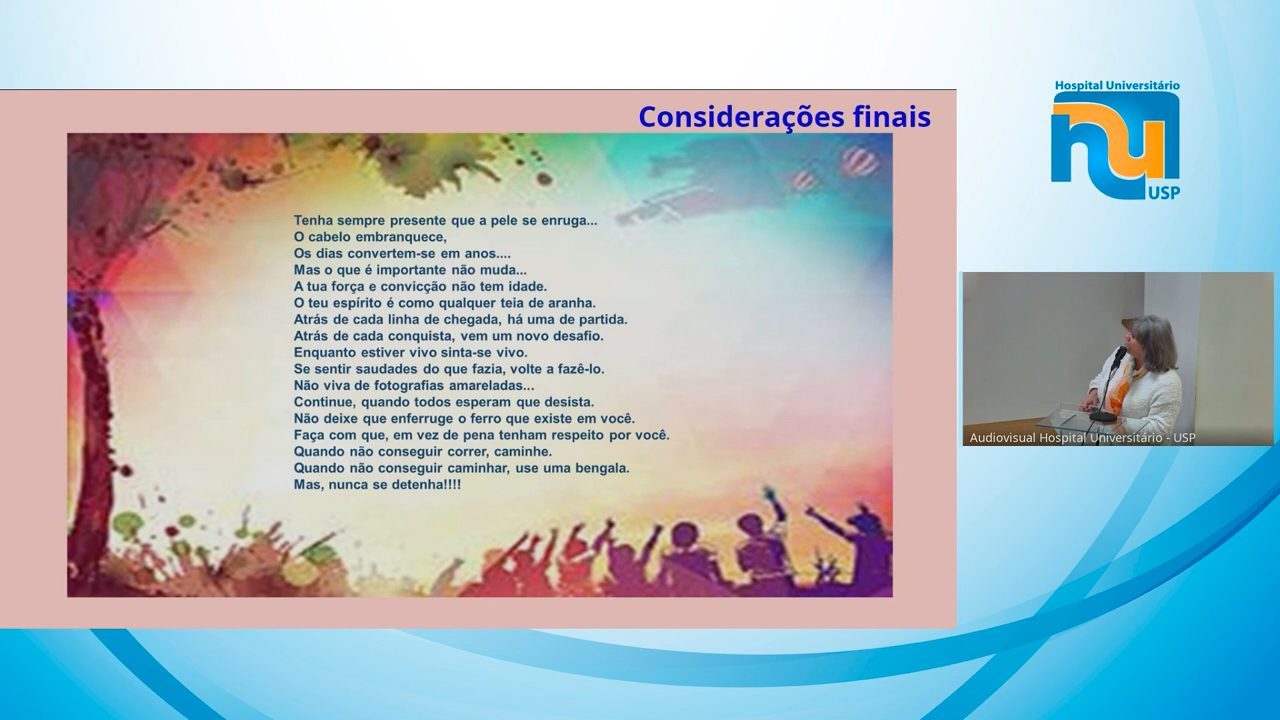 Considerações finais
Tenha sempre presente que a pele se enruga...
O cabelo embranquece,
Os dias convertem-se em anos....
Mas o que é importante não muda...
A tua força e convicção não tem idade.
O teu espírito é como qualquer teia de aranha.
Atrás de cada linha de chegada, há uma de partida.
Atrás de cada conquista, vem um novo desafio.
Enquanto estiver vivo sinta-se vivo.
Se sentir saudades do que fazia, volte a fazê-lo.
Não viva de fotografias amareladas...
Continue, quando todos esperam que desista.
Não deixe que enferruge o ferro que existe em você.
Faça com que, em vez de pena tenham respeito por você.
Quando não conseguir correr, caminhe.
Quando não conseguir caminhar, use uma bengala.
Mas, nunca se detenha!!!!
Hospital Universitário
hu
USP
Audiovisual Hospital Universitário - USP